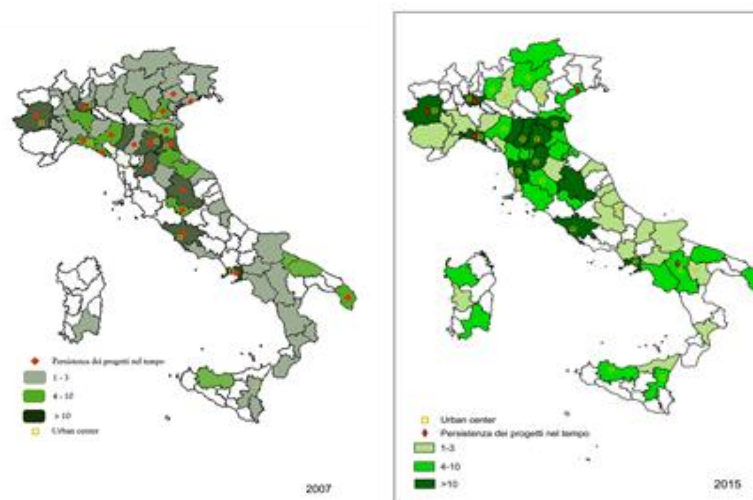 Persistenza dei progetti nel tempo
1 - 3
4 - 10
> 10
Urban center
2007
Urban center
Persistenza dei progetti nel tempo
1-3
4-10
>10
2015